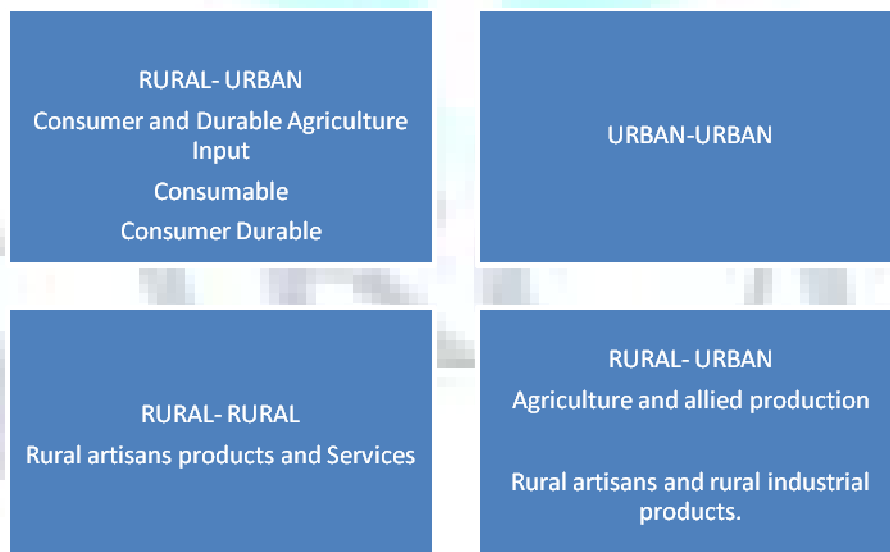 RURAL- URBAN
Consumer and Durable Agriculture
Input
Consumable
Consumer Durable
URBAN-URBAN
RURAL- RURAL
Rural artisans products and Services
RURAL- URBAN
Agriculture and allied production
Rural artisans and rural industrial
products.